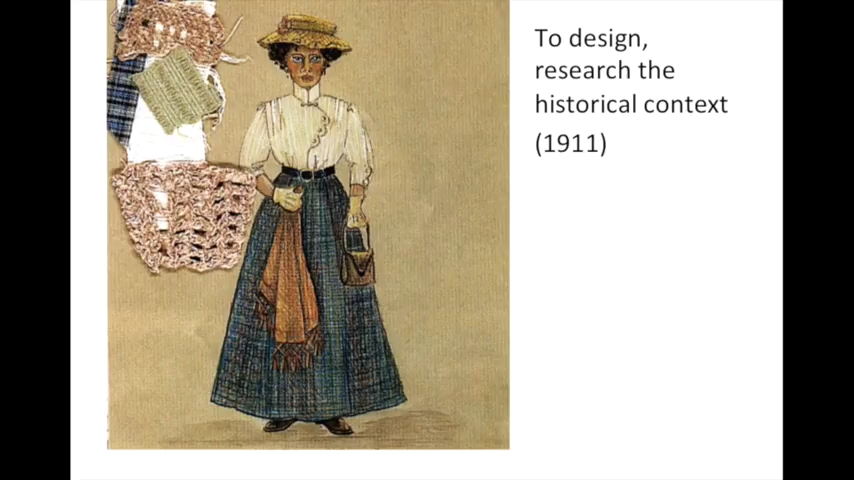 To design,
research the
historical context
(1911)